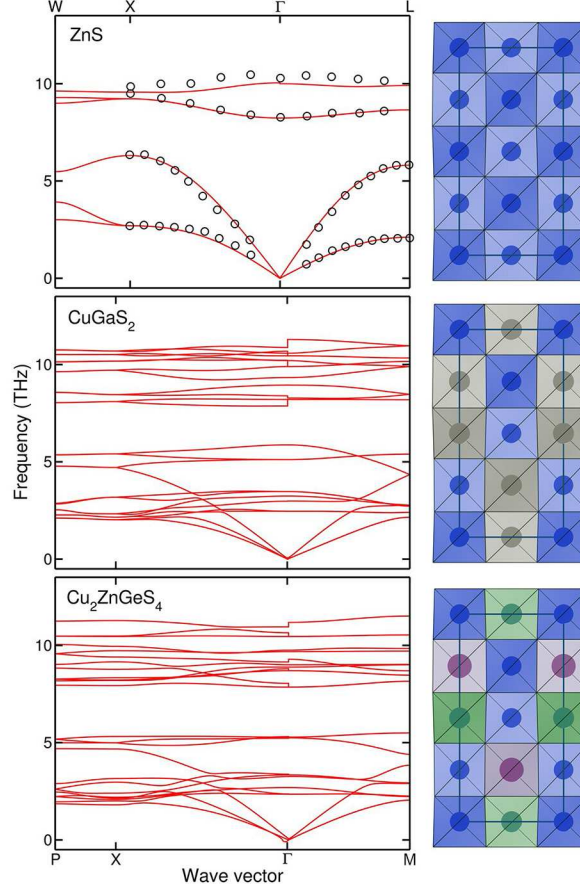 W X Γ L
ZnS
10
5
0
CuGaS2
10
5
0
Frequency (THz)
Cu2ZnGeS4
10
5
0
P X Γ M
Wave vector